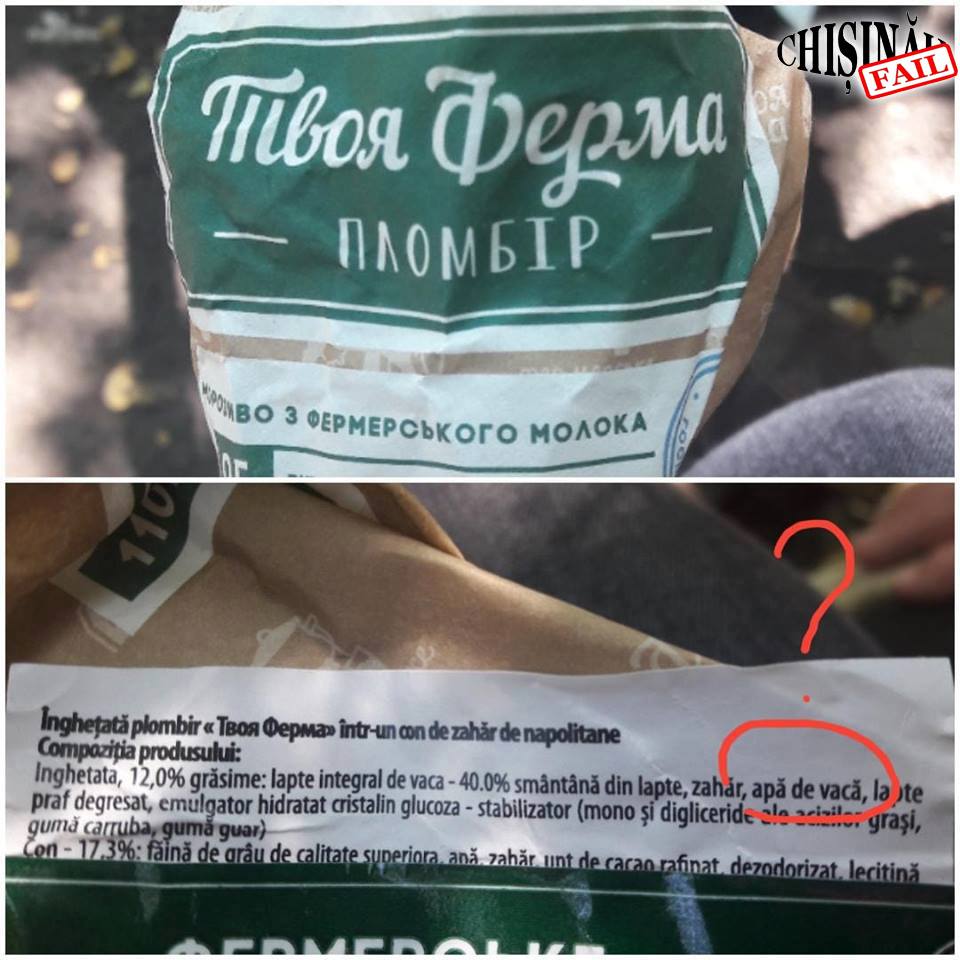 CHIȘINĂU
FAIL
Твоя Ферма
ПЛОМБІР
МОРОЗИВО З ФЕРМЕРСЬКОГО МОЛОКА
110
?
Înghețată plombir « Твоя Ферма» într-un con de zahăr de napolitane
Compoziția produsului:
Inghetata, 12,0% grăsime: lapte integral de vaca - 40.0% smântână din lapte, zahăr, apă de vacă, lapte
praf degresat, emulgator hidratat cristalin glucoza - stabilizator (mono și digliceride ale acizilor grași,
gumă carruba, gumă guar)
Con - 17,3%: făină de grâu de calitate superiora, apă, zahăr, unt de cacao rafinat, dezodorizat, lecitină
ФЕРМЕРСЬКЕ